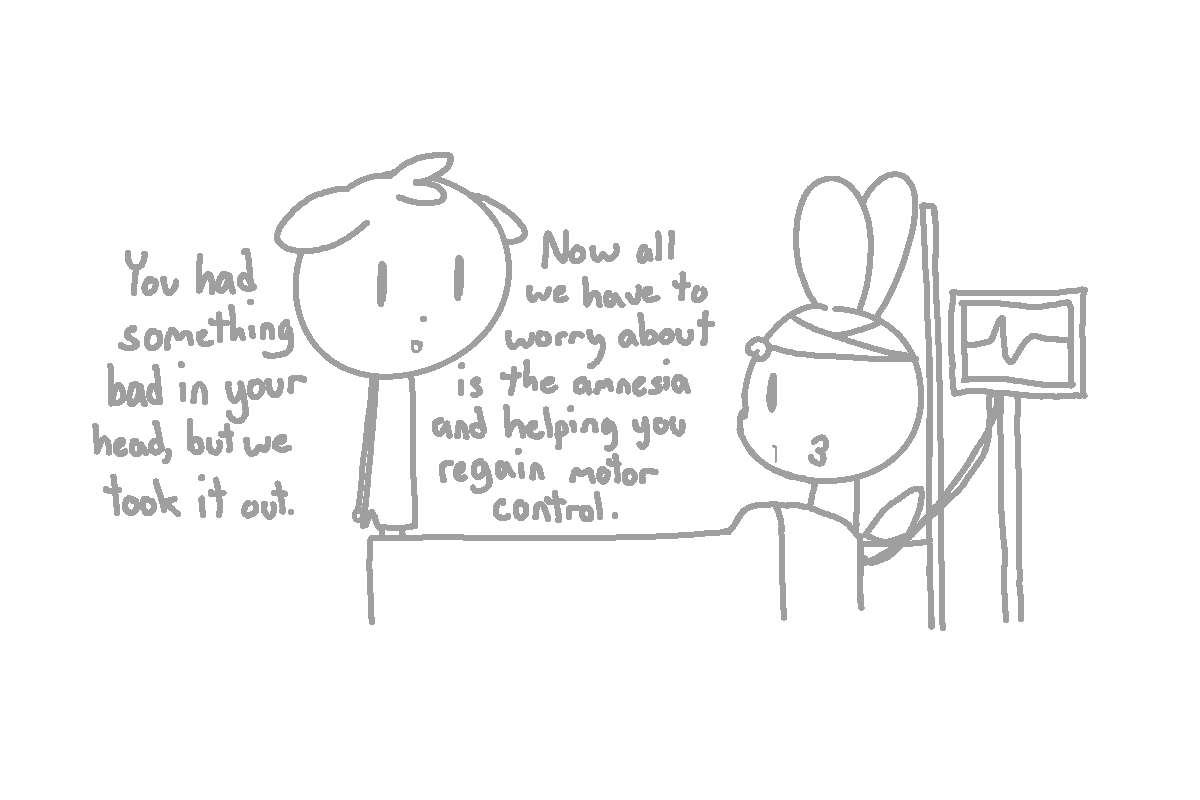 You had
something
bad in your
head, but we
took it out.
Now all
we have to
worry about
is the amnesia
and helping you
regain motor
control.